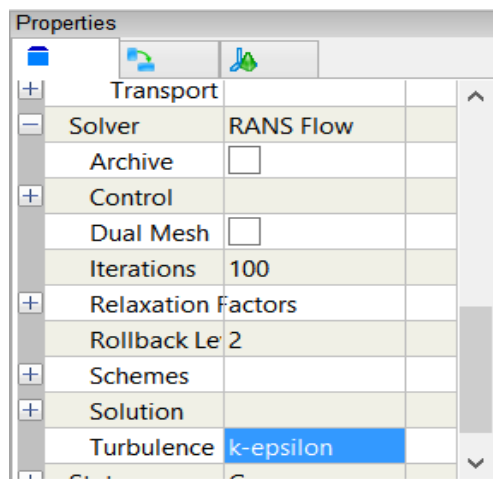 Properties
Transport
Solver RANS Flow
Archive
Control
Dual Mesh
Iterations 100
Relaxation Factors
Rollback Le 2
Schemes
Solution
Turbulence k-epsilon